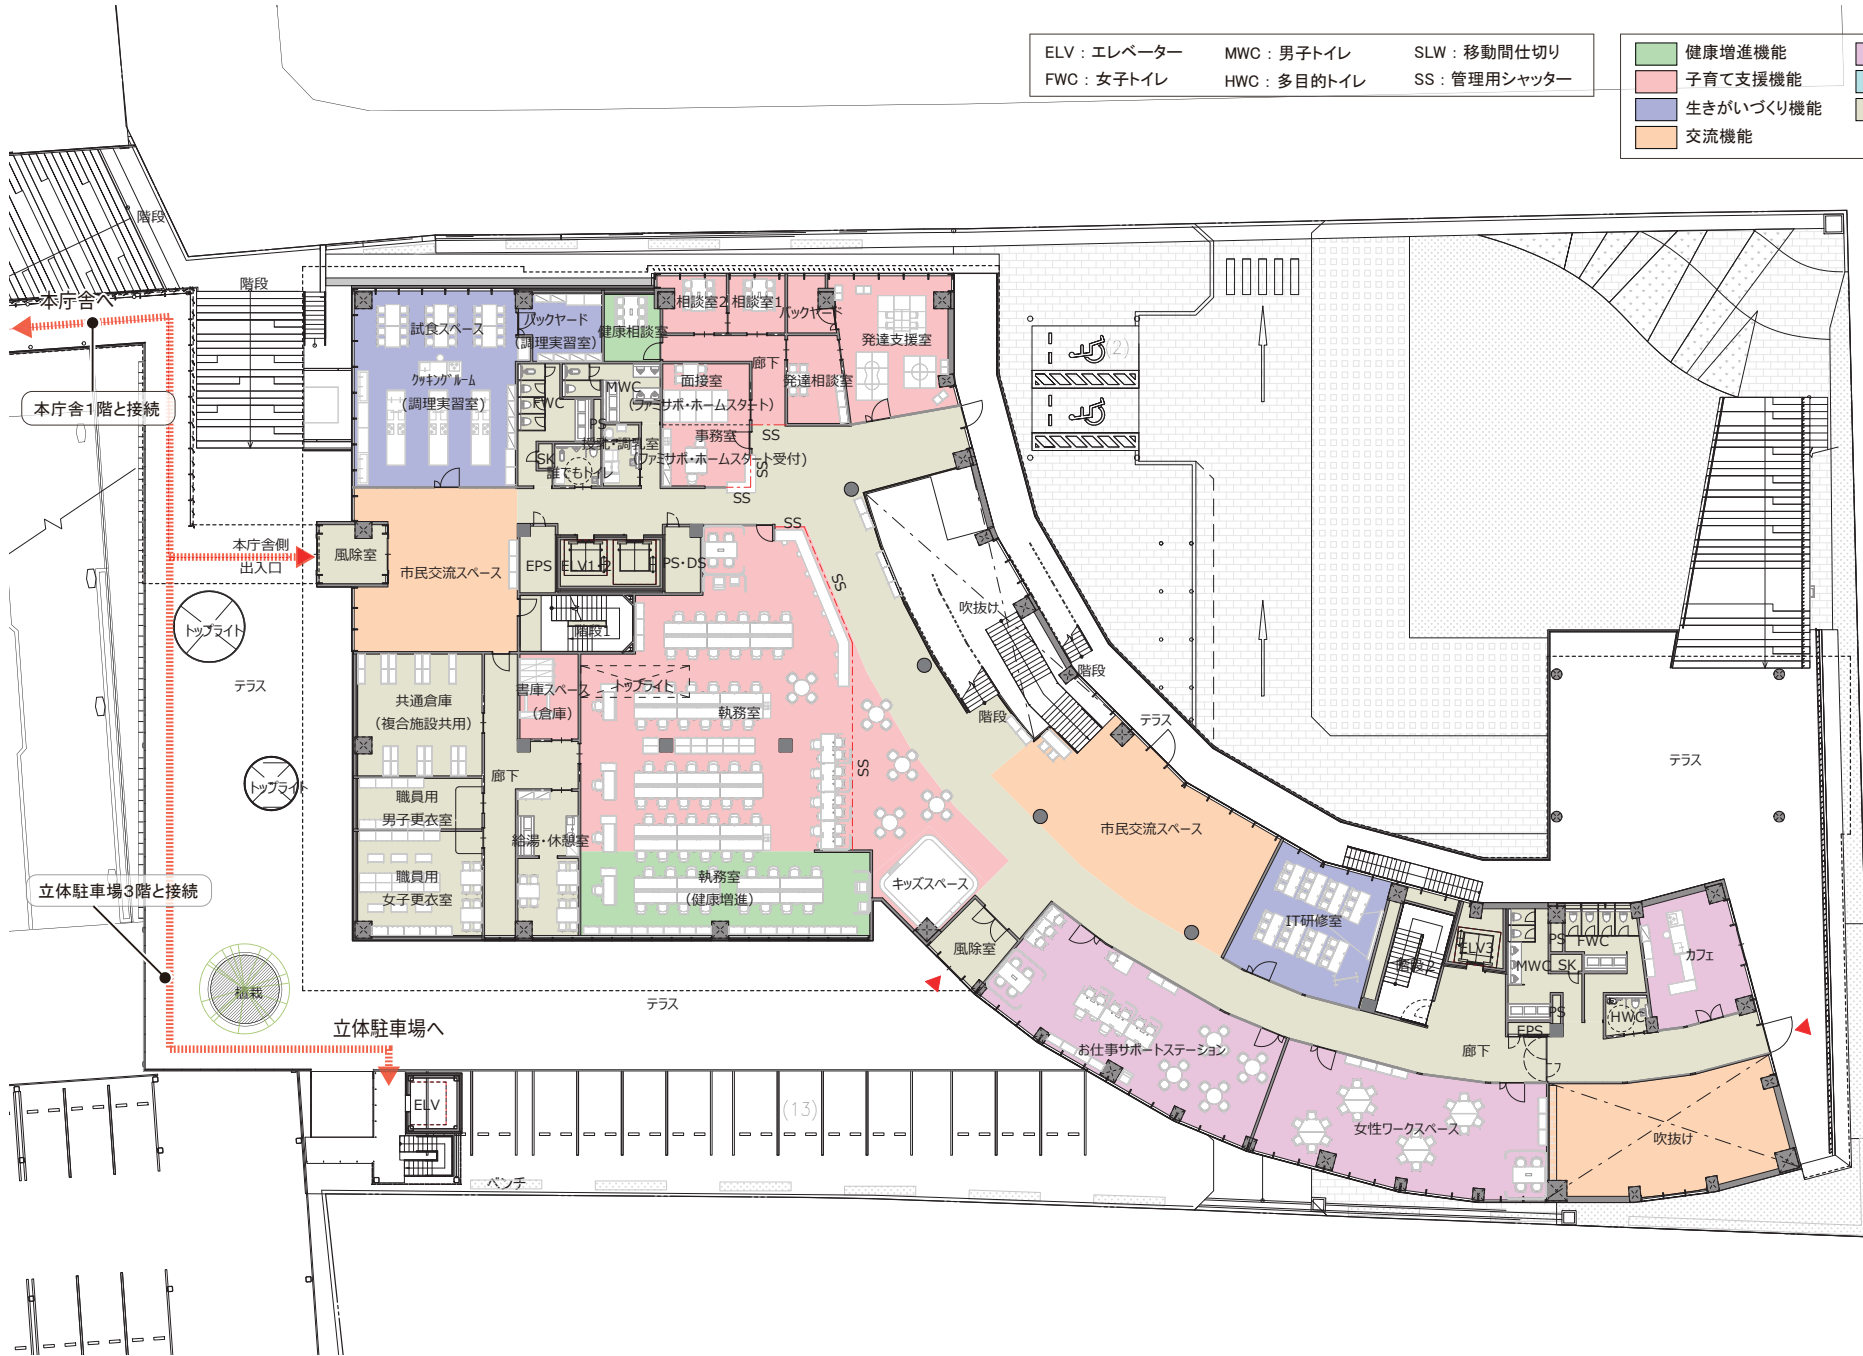 ELV：エレベーター
MWC：男子トイレ
SLW：移動間仕切り
FWC：女子トイレ
HWC：多目的トイレ
SS：管理用シャッター
健康増進機能
子育て支援機能
生きがいづくり機能
交流機能
階段
階段
本庁舎へ
本庁舎1階と接続
試食スペース
バックヤード
(調理実習室)
健康相談室
相談室2
相談室1
バックヤード
発達支援室
廊下
クッキングルーム
(調理実習室)
FWC
MWC
PS
面接室
(ファミサポ・ホームスタート)
発達相談室
事務室
(ファミサポ・ホームスタート受付)
授乳・調乳室
SK
誰でもトイレ
SS
SS
SS
SS
SS
SS
(2)
本庁舎側
出入口
風除室
市民交流スペース
EPS
ELV1・2
PS・DS
階段1
吹抜け
階段
階段
テラス
トップライト
テラス
共通倉庫
(複合施設共用)
書庫スペース
(倉庫)
トップライト
執務室
廊下
トップライト
職員用
男子更衣室
給湯・休憩室
職員用
女子更衣室
執務室
(健康増進)
キッズスペース
市民交流スペース
テラス
立体駐車場3階と接続
植栽
立体駐車場へ
テラス
風除室
IT研修室
階段2
ELV3
MWC
PS
FWC
SK
PS
HWC
EPS
カフェ
お仕事サポートステーション
廊下
女性ワークスペース
吹抜け
ELV
(13)
ベンチ